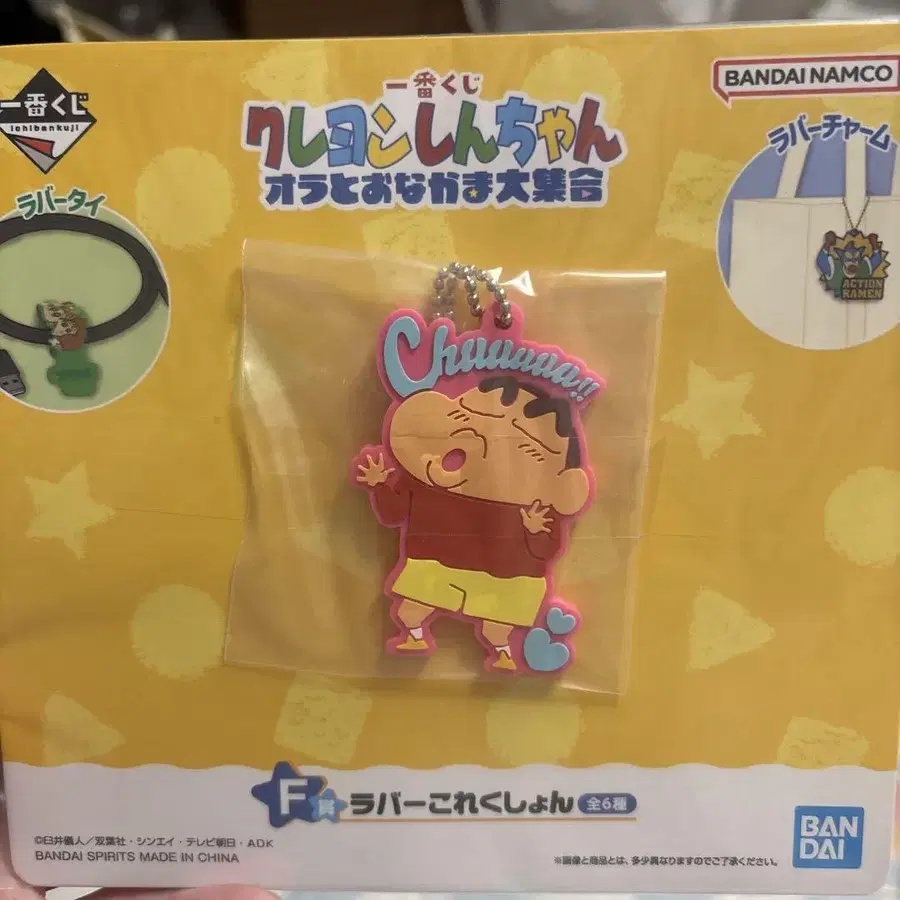 一番くじ
ichibankuji
一番くじ
クレヨンしんちゃん
オラとおなかま大集合
BANDAI NAMCO
ラバータイ
ラバーチャーム
ACTION
KAMEN
Chuuuuuu!!
F賞 ラバーこれくしょん 全6種
©臼井儀人／双葉社・シンエイ・テレビ朝日・ADK
BANDAI SPIRITS MADE IN CHINA
※画像と商品とは、多少異なりますのでご了承ください。
BAN
DAI